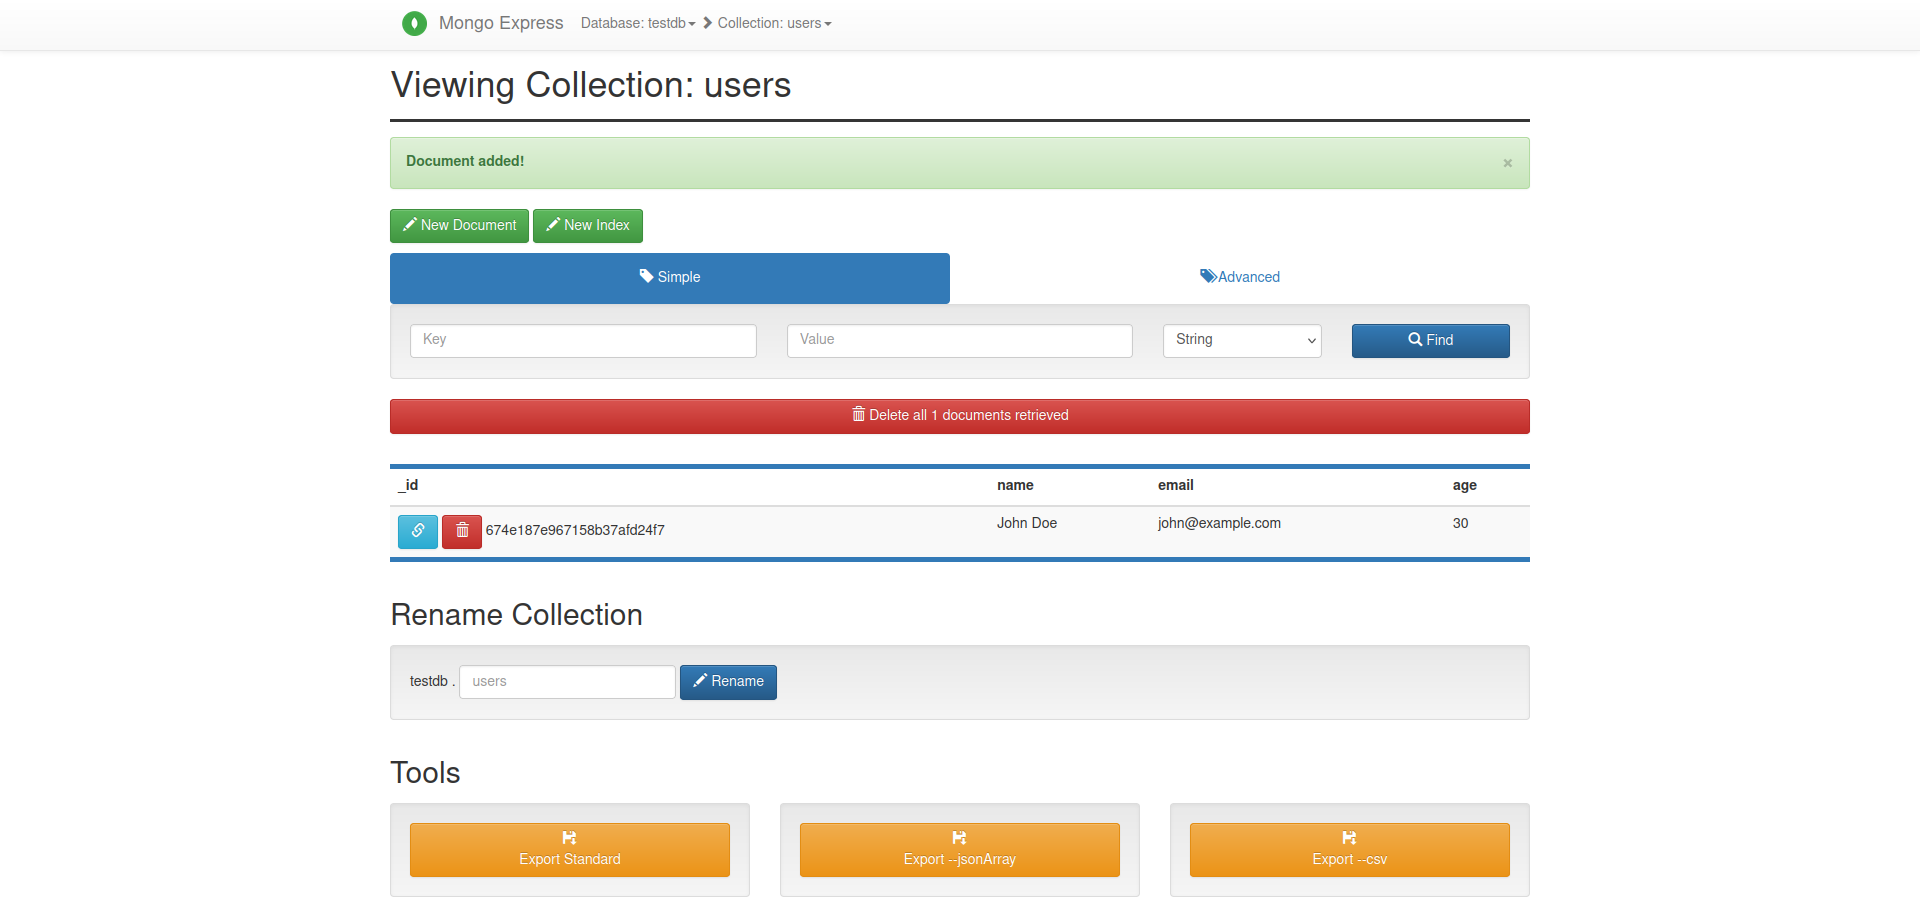 Mongo Express Database: testdb Collection: users
Viewing Collection: users
Document added! ×
New Document New Index
Simple Advanced
Key Value String Find
Delete all 1 documents retrieved
_id name email age
674e187e967158b37afd24f7 John Doe john@example.com 30
Rename Collection
testdb . users Rename
Tools
Export Standard Export --jsonArray Export --csv